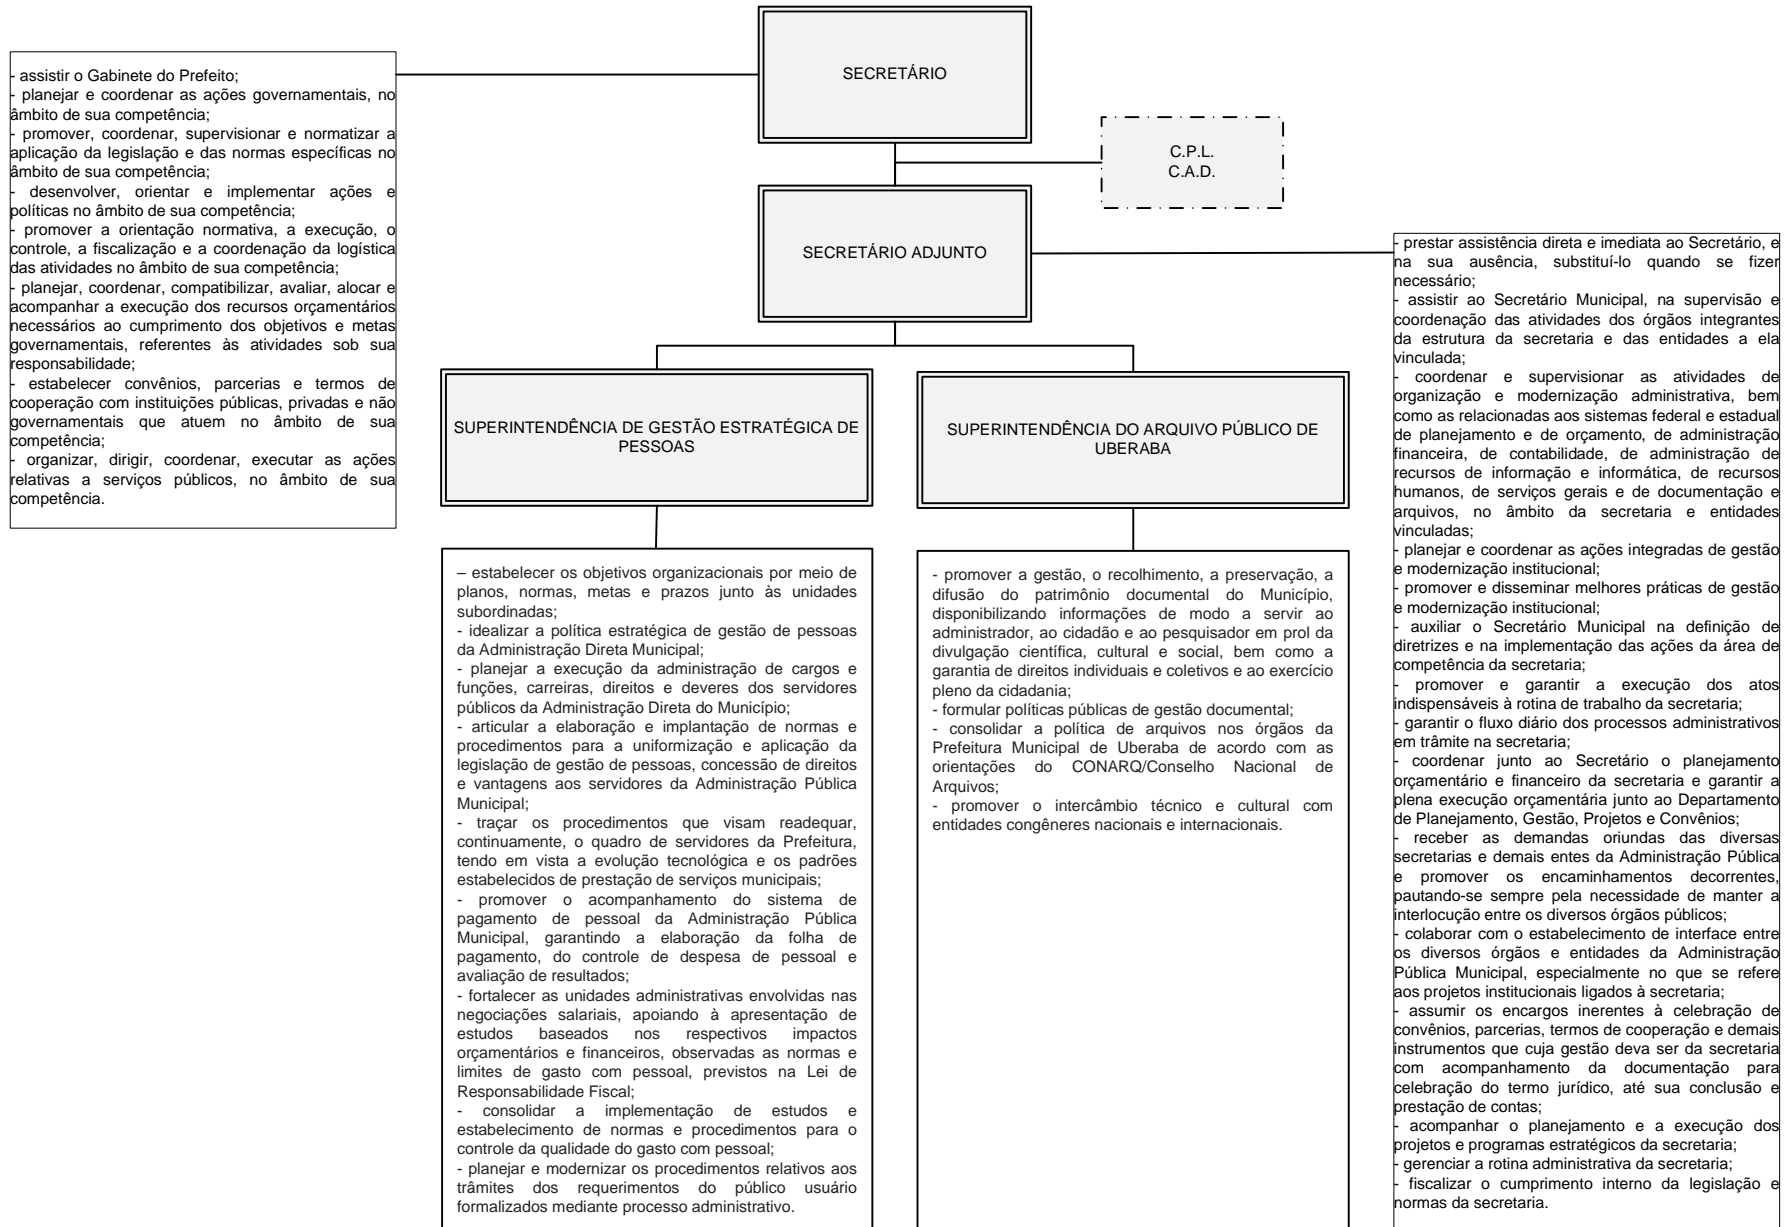 SECRETÁRIO
- assistir o Gabinete do Prefeito;
- planejar e coordenar as ações governamentais, no
âmbito de sua competência;
- promover, coordenar, supervisionar e normatizar a
aplicação da legislação e das normas específicas no
âmbito de sua competência;
- desenvolver, orientar e implementar ações e
políticas no âmbito de sua competência;
- promover a orientação normativa, a execução, o
controle, a fiscalização e a coordenação da logística
das atividades no âmbito de sua competência;
- planejar, coordenar, compatibilizar, avaliar, alocar e
acompanhar a execução dos recursos orçamentários
necessários ao cumprimento dos objetivos e metas
governamentais, referentes às atividades sob sua
responsabilidade;
- estabelecer convênios, parcerias e termos de
cooperação com instituições públicas, privadas e não
governamentais que atuem no âmbito de sua
competência;
- organizar, dirigir, coordenar, executar as ações
relativas a serviços públicos, no âmbito de sua
competência.
C.P.L.
C.A.D.
SECRETÁRIO ADJUNTO
- prestar assistência direta e imediata ao Secretário, e
na sua ausência, substituí-lo quando se fizer
necessário;
- assistir ao Secretário Municipal, na supervisão e
coordenação das atividades dos órgãos integrantes
da estrutura da secretaria e das entidades a ela
vinculada;
- coordenar e supervisionar as atividades de
organização e modernização administrativa, bem
como as relacionadas aos sistemas federal e estadual
de planejamento e de orçamento, de administração
financeira, de contabilidade, de administração de
recursos de informação e informática, de recursos
humanos, de serviços gerais e de documentação e
arquivos, no âmbito da secretaria e entidades
vinculadas;
- planejar e coordenar as ações integradas de gestão
e modernização institucional;
- promover e disseminar melhores práticas de gestão
e modernização institucional;
- auxiliar o Secretário Municipal na definição de
diretrizes e na implementação das ações da área de
competência da secretaria;
- promover e garantir a execução dos atos
indispensáveis à rotina de trabalho da secretaria;
- garantir o fluxo diário dos processos administrativos
em trâmite na secretaria;
- coordenar junto ao Secretário o planejamento
orçamentário e financeiro da secretaria e garantir a
plena execução orçamentária junto ao Departamento
de Planejamento, Gestão, Projetos e Convênios;
- receber as demandas oriundas das diversas
secretarias e demais entes da Administração Pública
e promover os encaminhamentos decorrentes,
pautando-se sempre pela necessidade de manter a
interlocução entre os diversos órgãos públicos;
- colaborar com o estabelecimento de interface entre
os diversos órgãos e entidades da Administração
Pública Municipal, especialmente no que se refere
aos projetos institucionais ligados à secretaria;
- assumir os encargos inerentes à celebração de
convênios, parcerias, termos de cooperação e demais
instrumentos que cuja gestão deva ser da secretaria
com acompanhamento da documentação para
celebração do termo jurídico, até sua conclusão e
prestação de contas;
- acompanhar o planejamento e a execução dos
projetos e programas estratégicos da secretaria;
- gerenciar a rotina administrativa da secretaria;
- fiscalizar o cumprimento interno da legislação e
normas da secretaria.
SUPERINTENDÊNCIA DE GESTÃO ESTRATÉGICA DE
PESSOAS
– estabelecer os objetivos organizacionais por meio de
planos, normas, metas e prazos junto às unidades
subordinadas;
- idealizar a política estratégica de gestão de pessoas
da Administração Direta Municipal;
- planejar a execução da administração de cargos e
funções, carreiras, direitos e deveres dos servidores
públicos da Administração Direta do Município;
- articular a elaboração e implantação de normas e
procedimentos para a uniformização e aplicação da
legislação de gestão de pessoas, concessão de direitos
e vantagens aos servidores da Administração Pública
Municipal;
- traçar os procedimentos que visam readequar,
continuamente, o quadro de servidores da Prefeitura,
tendo em vista a evolução tecnológica e os padrões
estabelecidos de prestação de serviços municipais;
- promover o acompanhamento do sistema de
pagamento de pessoal da Administração Pública
Municipal, garantindo a elaboração da folha de
pagamento, do controle de despesa de pessoal e
avaliação de resultados;
- fortalecer as unidades administrativas envolvidas nas
negociações salariais, apoiando à apresentação de
estudos baseados nos respectivos impactos
orçamentários e financeiros, observadas as normas e
limites de gasto com pessoal, previstos na Lei de
Responsabilidade Fiscal;
- consolidar a implementação de estudos e
estabelecimento de normas e procedimentos para o
controle da qualidade do gasto com pessoal;
- planejar e modernizar os procedimentos relativos aos
trâmites dos requerimentos do público usuário
formalizados mediante processo administrativo.
SUPERINTENDÊNCIA DO ARQUIVO PÚBLICO DE
UBERABA
- promover a gestão, o recolhimento, a preservação, a
difusão do patrimônio documental do Município,
disponibilizando informações de modo a servir ao
administrador, ao cidadão e ao pesquisador em prol da
divulgação científica, cultural e social, bem como a
garantia de direitos individuais e coletivos e ao exercício
pleno da cidadania;
- formular políticas públicas de gestão documental;
- consolidar a política de arquivos nos órgãos da
Prefeitura Municipal de Uberaba de acordo com as
orientações do CONARQ/Conselho Nacional de
Arquivos;
- promover o intercâmbio técnico e cultural com
entidades congêneres nacionais e internacionais.